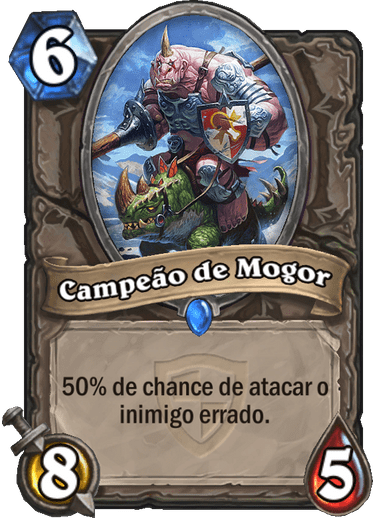 6
Campeão de Mogor
50% de chance de atacar o
inimigo errado.
8
5